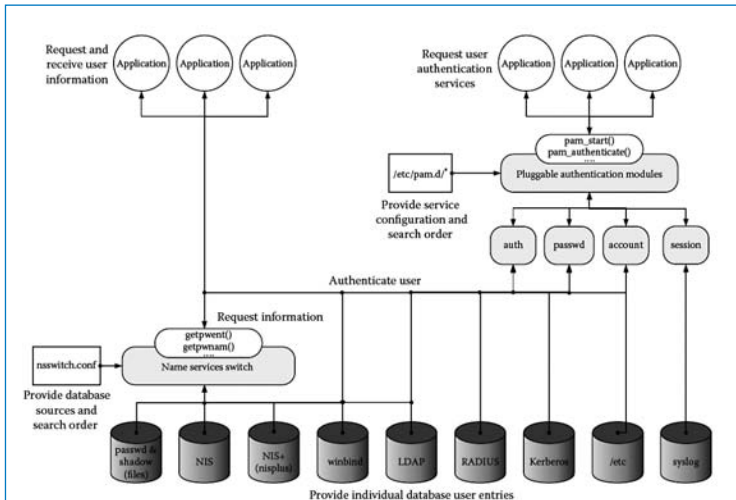 Request and
receive user
information
Application
Application
Application
Request user
authentication
services
Application
Application
Application
pam_start()
pam_authenticate()
....
/etc/pam.d/*
Pluggable authentication modules
Provide service
configuration and
search order
auth
passwd
account
session
Authenticate user
Request information
getpwent()
getpwnam()
....
nsswitch.conf
Name services switch
Provide database
sources and
search order
passwd &
shadow
(files)
NIS
NIS+
(nisplus)
winbind
LDAP
RADIUS
Kerberos
/etc
syslog
Provide individual database user entries